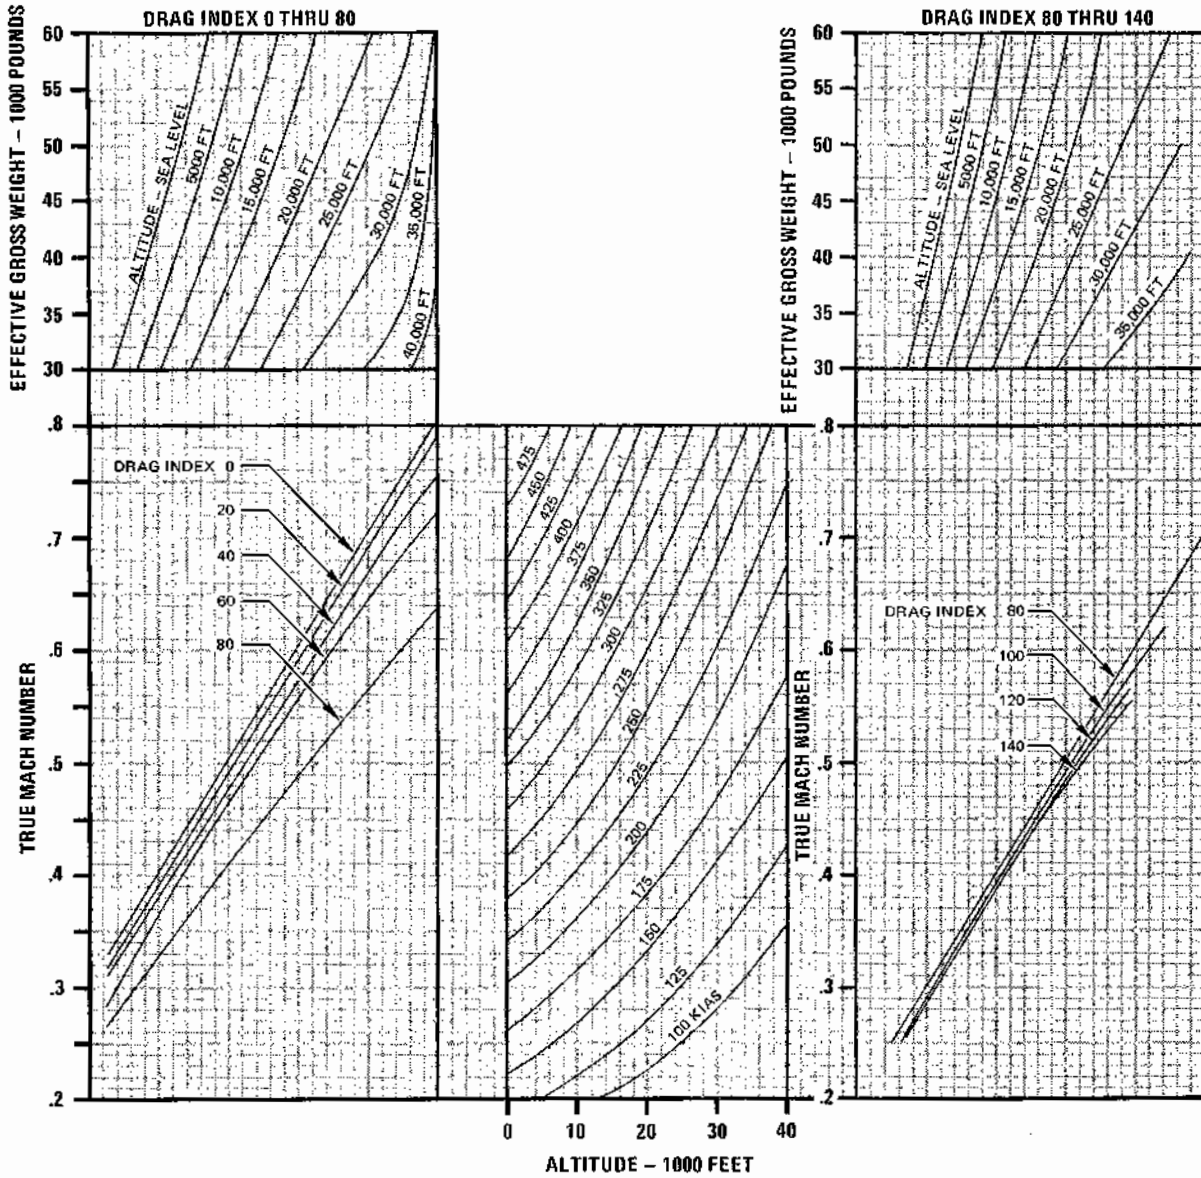 DRAG INDEX 0 THRU 80
EFFECTIVE GROSS WEIGHT – 1000 POUNDS
60
55
50
45
40
35
30
ALTITUDE – SEA LEVEL
5000 FT
10,000 FT
15,000 FT
20,000 FT
25,000 FT
30,000 FT
35,000 FT
40,000 FT
DRAG INDEX 80 THRU 140
EFFECTIVE GROSS WEIGHT – 1000 POUNDS
60
55
50
45
40
35
30
ALTITUDE – SEA LEVEL
5000 FT
10,000 FT
15,000 FT
20,000 FT
25,000 FT
30,000 FT
35,000 FT
TRUE MACH NUMBER
.8
.7
.6
.5
.4
.3
.2
DRAG INDEX 0
20
40
60
80
475
450
425
400
375
350
325
300
275
250
225
200
175
150
125
100 KIAS
0 10 20 30 40
ALTITUDE – 1000 FEET
TRUE MACH NUMBER
.8
.7
.6
.5
.4
.3
.2
DRAG INDEX 80
100
120
140